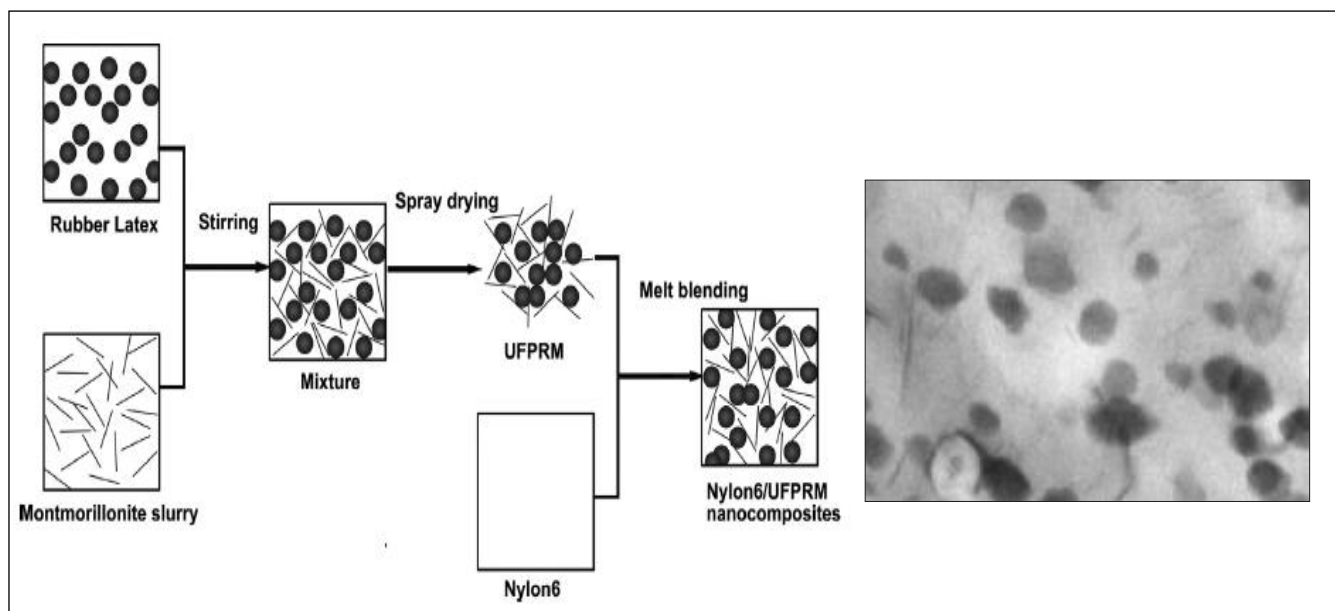 Rubber Latex
Stirring
Montmorillonite slurry
Mixture
Spray drying
UFPRM
Nylon6
Melt blending
Nylon6/UFPRM
nanocomposites